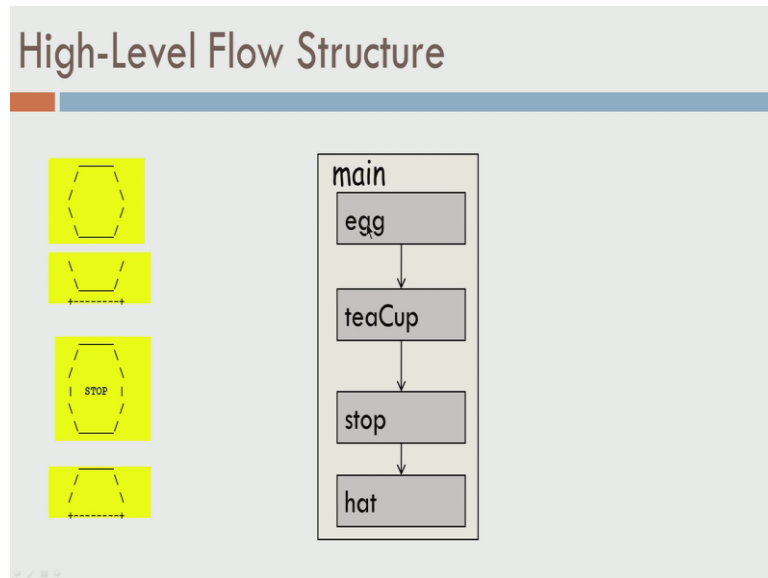 High-Level Flow Structure
main
egg
teaCup
stop
hat
STOP